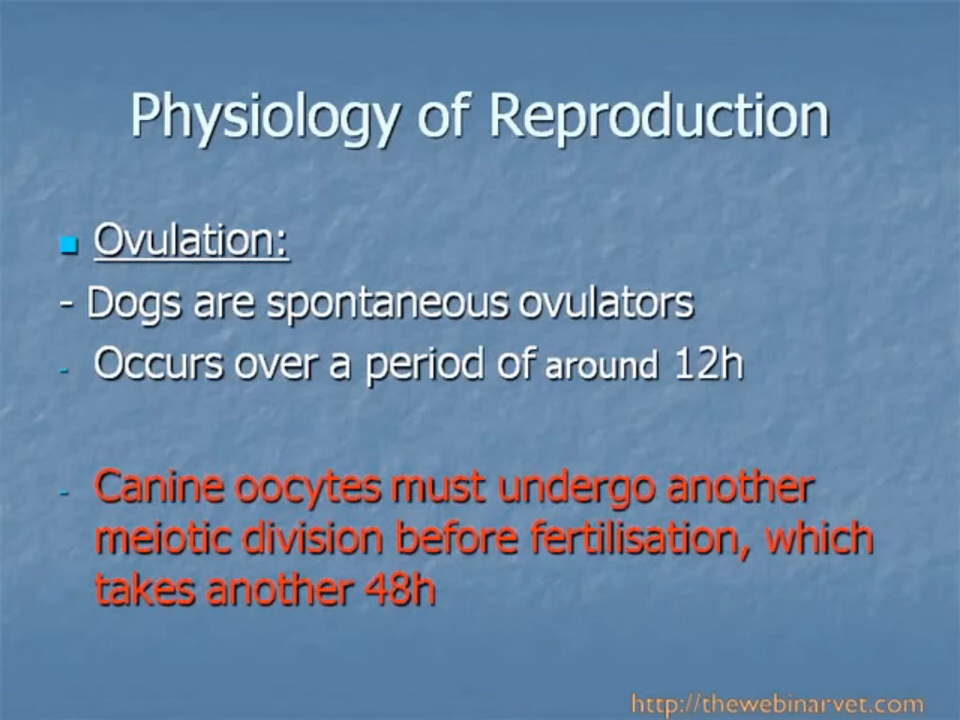 Physiology of Reproduction
Ovulation:
- Dogs are spontaneous ovulators
- Occurs over a period of around 12h
- Canine oocytes must undergo another
meiotic division before fertilisation, which
takes another 48h
http://thewebinarvet.com